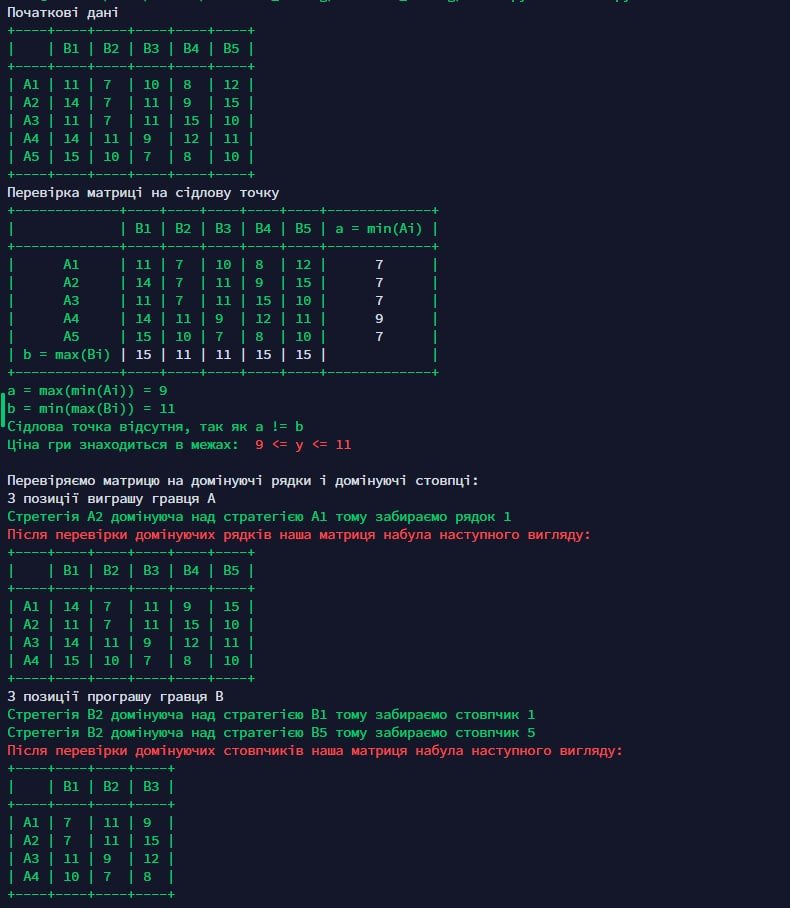 Початкові дані
+----+----+----+----+----+----+
|    | B1 | B2 | B3 | B4 | B5 |
+----+----+----+----+----+----+
| A1 | 11 | 7  | 10 | 8  | 12 |
| A2 | 14 | 7  | 11 | 9  | 15 |
| A3 | 11 | 7  | 11 | 15 | 10 |
| A4 | 14 | 11 | 9  | 12 | 11 |
| A5 | 15 | 10 | 7  | 8  | 10 |
+----+----+----+----+----+----+
Перевірка матриці на сідлову точку
+-------------+----+----+----+----+----+-------------+
|             | B1 | B2 | B3 | B4 | B5 | a = min(Ai) |
+-------------+----+----+----+----+----+-------------+
|      A1     | 11 | 7  | 10 | 8  | 12 |      7      |
|      A2     | 14 | 7  | 11 | 9  | 15 |      7      |
|      A3     | 11 | 7  | 11 | 15 | 10 |      7      |
|      A4     | 14 | 11 | 9  | 12 | 11 |      9      |
|      A5     | 15 | 10 | 7  | 8  | 10 |      7      |
| b = max(Bi) | 15 | 11 | 11 | 15 | 15 |             |
+-------------+----+----+----+----+----+-------------+
a = max(min(Ai)) = 9
b = min(max(Bi)) = 11
Сідлова точка відсутня, так як a != b
Ціна гри знаходиться в межах:  9 <= y <= 11

Перевіряємо матрицю на домінуючі рядки і домінуючі стовпці:
З позиції виграшу гравця А
Стретегія A2 домінуюча над стратегією A1 тому забираємо рядок 1
Після перевірки домінуючих рядків наша матриця набула наступного вигляду:
+----+----+----+----+----+----+
|    | B1 | B2 | B3 | B4 | B5 |
+----+----+----+----+----+----+
| A1 | 14 | 7  | 11 | 9  | 15 |
| A2 | 11 | 7  | 11 | 15 | 10 |
| A3 | 14 | 11 | 9  | 12 | 11 |
| A4 | 15 | 10 | 7  | 8  | 10 |
+----+----+----+----+----+----+
З позиції програшу гравця В
Стретегія B2 домінуюча над стратегією B1 тому забираємо стовпчик 1
Стретегія B2 домінуюча над стратегією B5 тому забираємо стовпчик 5
Після перевірки домінуючих стовпчиків наша матриця набула наступного вигляду:
+----+----+----+----+
|    | B1 | B2 | B3 |
+----+----+----+----+
| A1 | 7  | 11 | 9  |
| A2 | 7  | 11 | 15 |
| A3 | 11 | 9  | 12 |
| A4 | 10 | 7  | 8  |
+----+----+----+----+